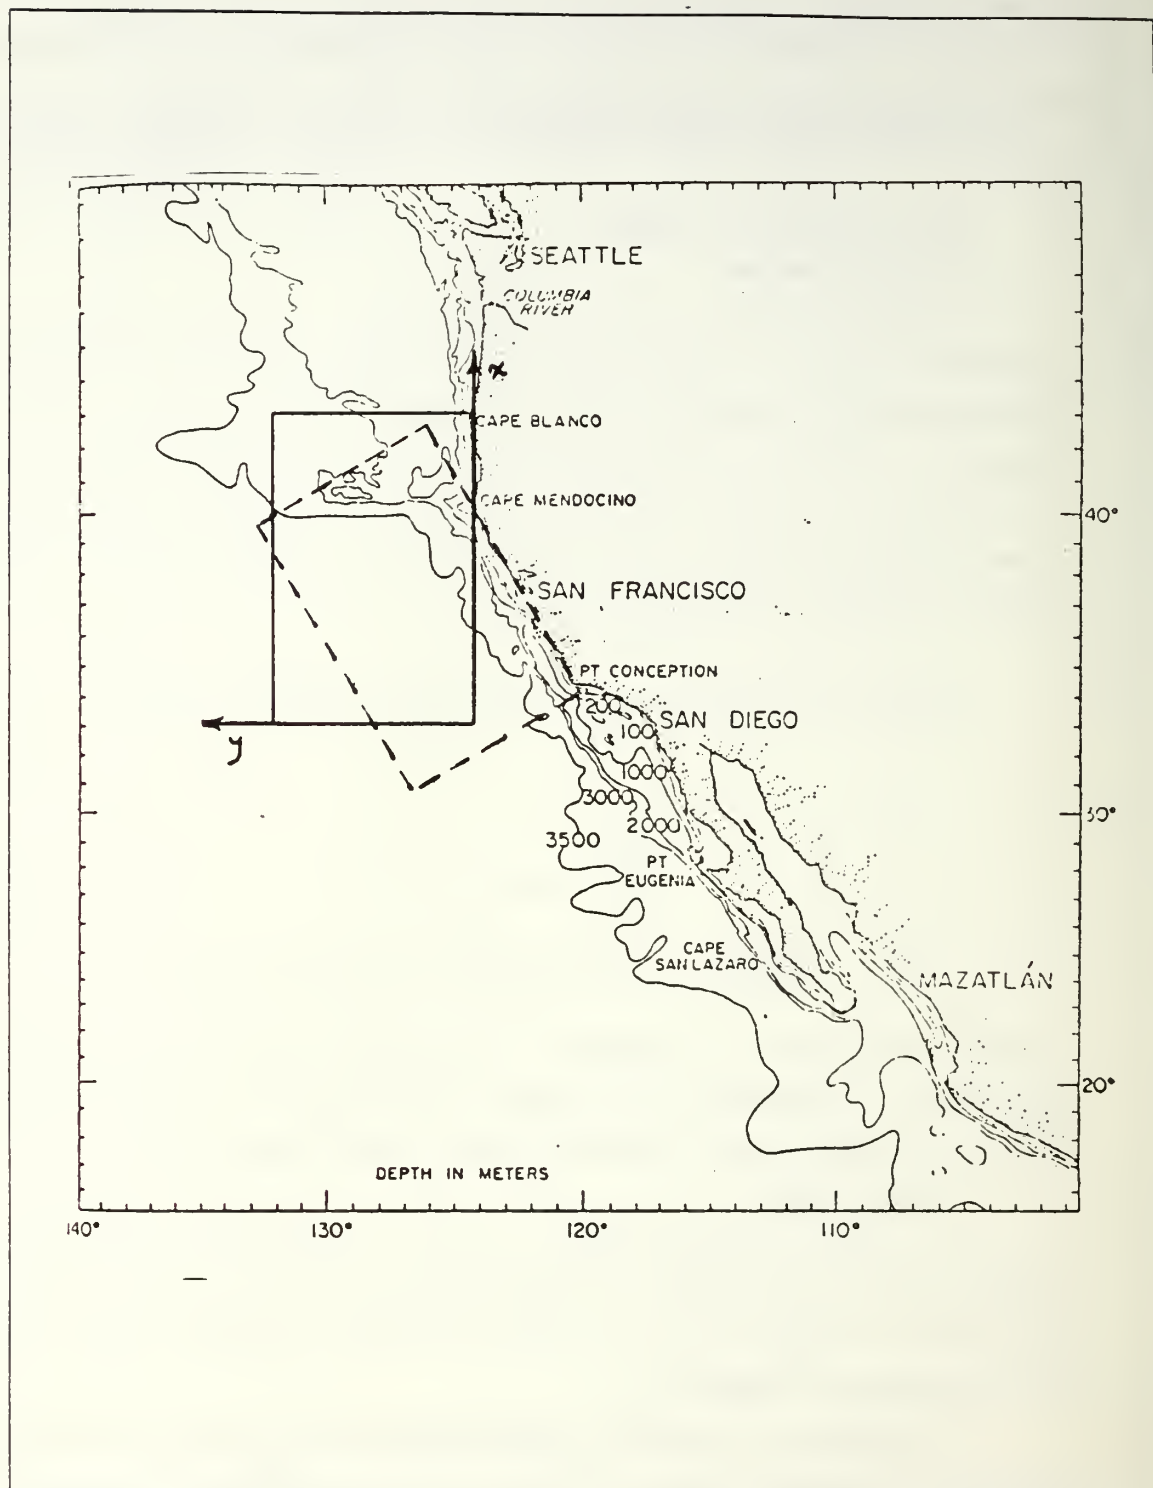 SEATTLE
COLUMBIA
RIVER
x
CAPE BLANCO
CAPE MENDOCINO
40°
SAN FRANCISCO
PT CONCEPTION
200
SAN DIEGO
100
y
1000
3000
30°
2000
3500
PT
EUGENIA
CAPE
SAN LAZARO
MAZATLÁN
20°
DEPTH IN METERS
140°
130°
120°
110°